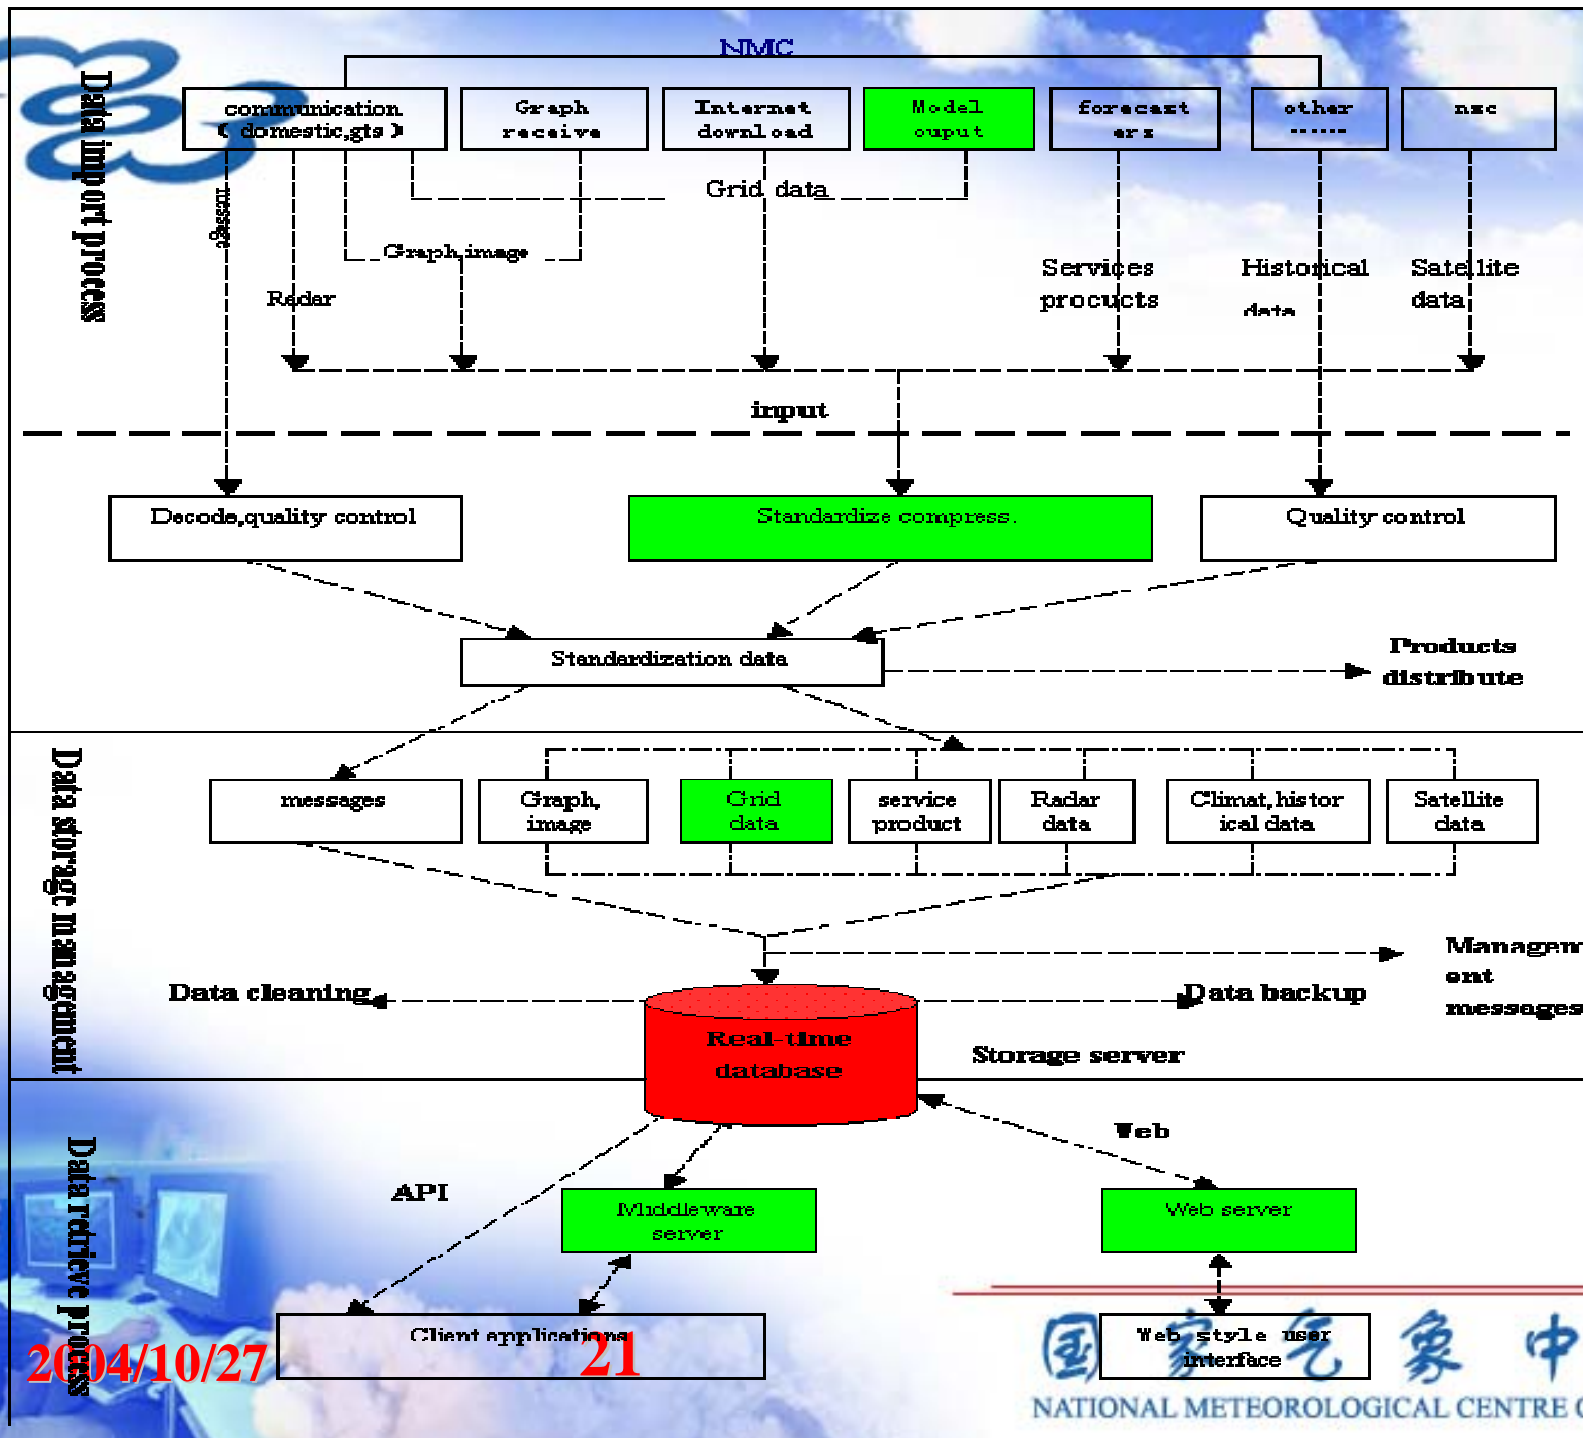 NMC
Data import process
communication
( domestic,gts )
Graph
receive
Internet
download
Model
ouput
forecast
ers
other
......
nsc
message
Grid data
Graph,image
Radar
Services
procucts
Historical
data
Satellite
data
input
Decode,quality control
Standardize compress.
Quality control
Standardization data
Products
distribute
Data storage management
messages
Graph,
image
Grid
data
service
product
Radar
data
Climat, histor
ical data
Satellite
data
Managem
ent
messages
Data cleaning
Data backup
Real-time
database
Storage server
Data retrieve process
Web
API
Middleware
server
Web server
Client applications
Web style user
interface
2004/10/27
21
国家气象中
NATIONAL METEOROLOGICAL CENTRE